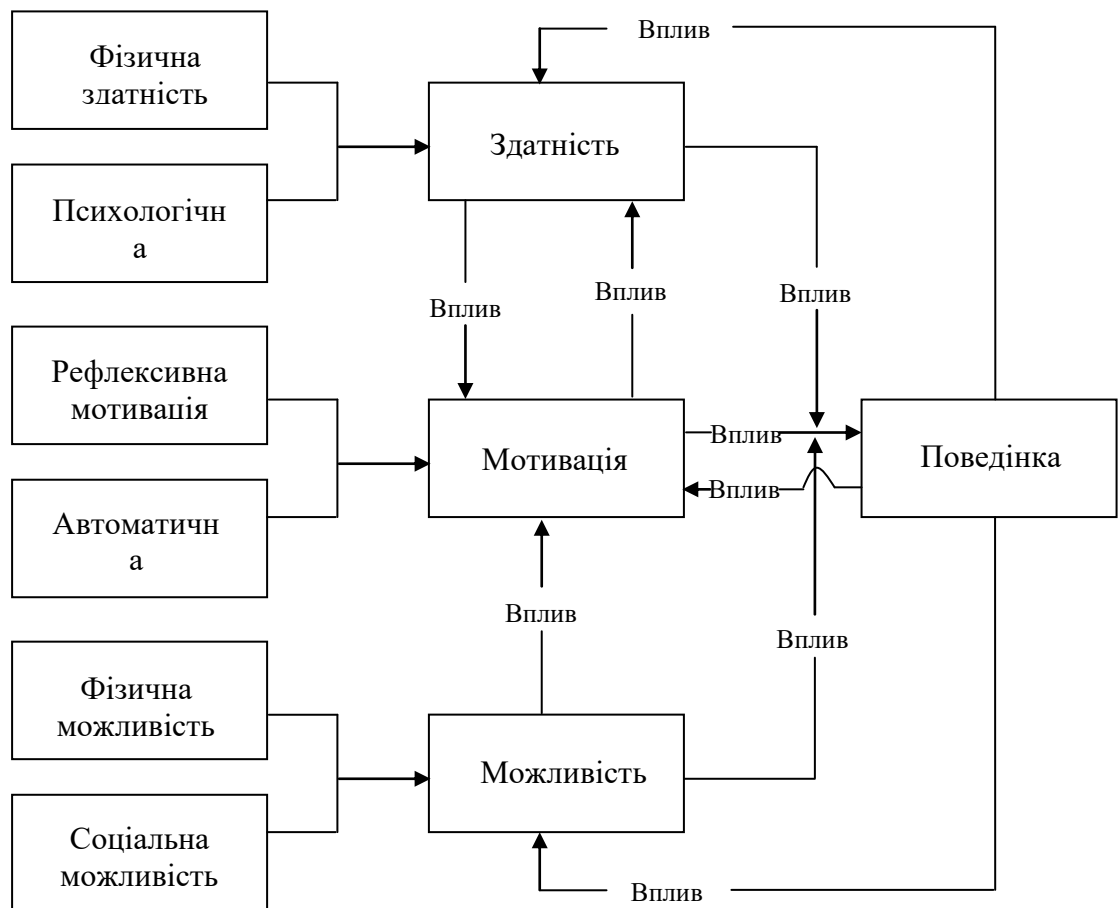 Вплив
Фізична
здатність
Здатність
Психологічн
а
Вплив
Вплив
Вплив
Рефлексивна
мотивація
Вплив
Мотивація
Поведінка
Вплив
Автоматичн
а
Вплив
Вплив
Фізична
можливість
Можливість
Соціальна
можливість
Вплив